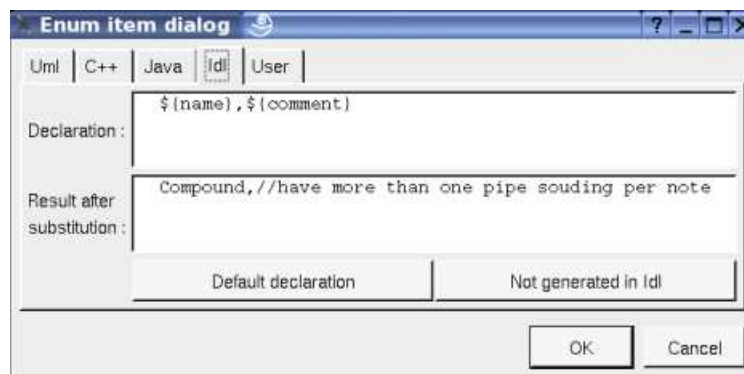 Enum item dialog
Uml C++ Java Idl User
Declaration :
${name},${comment}
Result after
substitution :
Compound,//have more than one pipe souding per note
Default declaration Not generated in Idl
OK Cancel